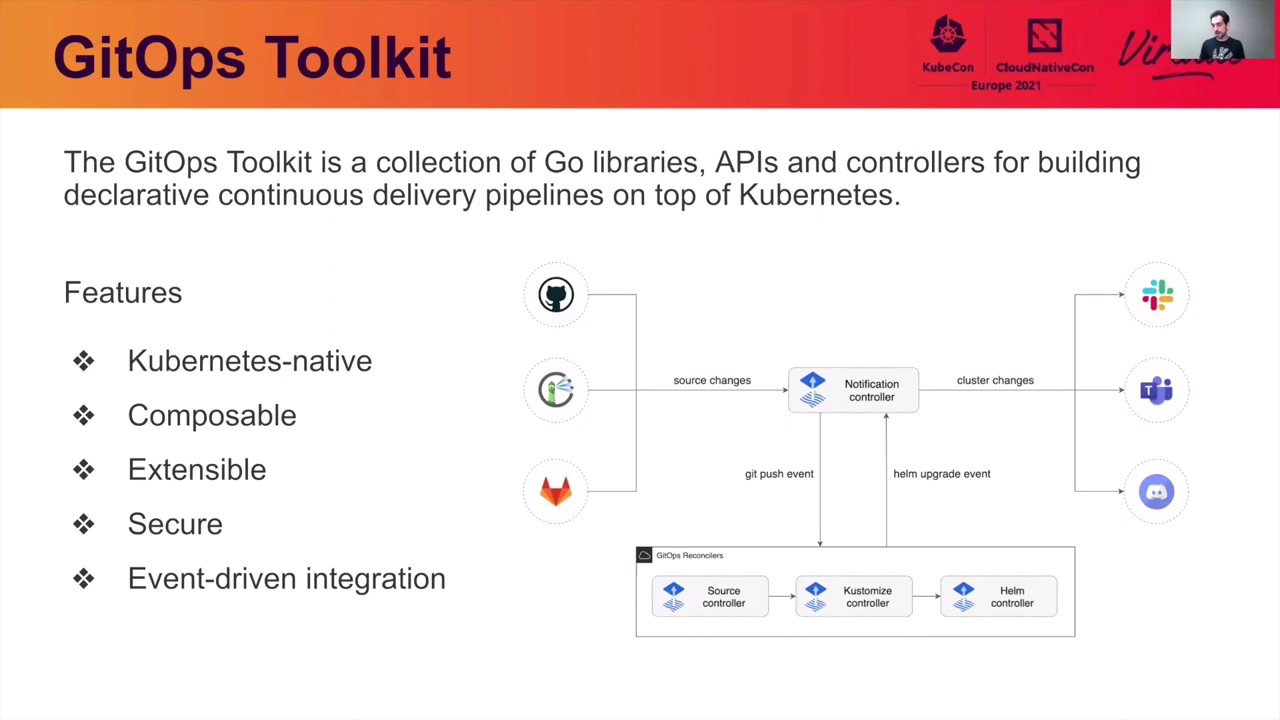 GitOps Toolkit
KubeCon
CloudNativeCon
Europe 2021
The GitOps Toolkit is a collection of Go libraries, APIs and controllers for building
declarative continuous delivery pipelines on top of Kubernetes.
Features
❖ Kubernetes-native
❖ Composable
❖ Extensible
❖ Secure
❖ Event-driven integration
source changes
Notification
controller
cluster changes
T
git push event
helm upgrade event
GitOps Reconcilers
Source
controller
Kustomize
controller
Helm
controller